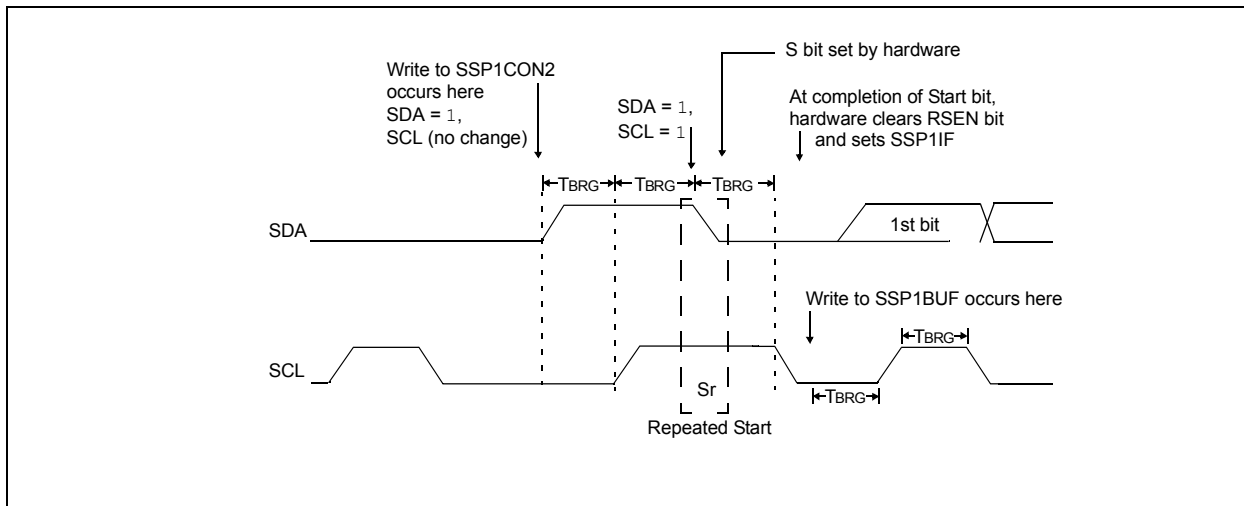 S bit set by hardware
Write to SSP1CON2
occurs here
SDA = 1,
SCL (no change)
SDA = 1,
SCL = 1
At completion of Start bit,
hardware clears RSEN bit
and sets SSP1IF
TBRG
TBRG
TBRG
SDA
1st bit
Write to SSP1BUF occurs here
TBRG
SCL
Sr
TBRG
Repeated Start